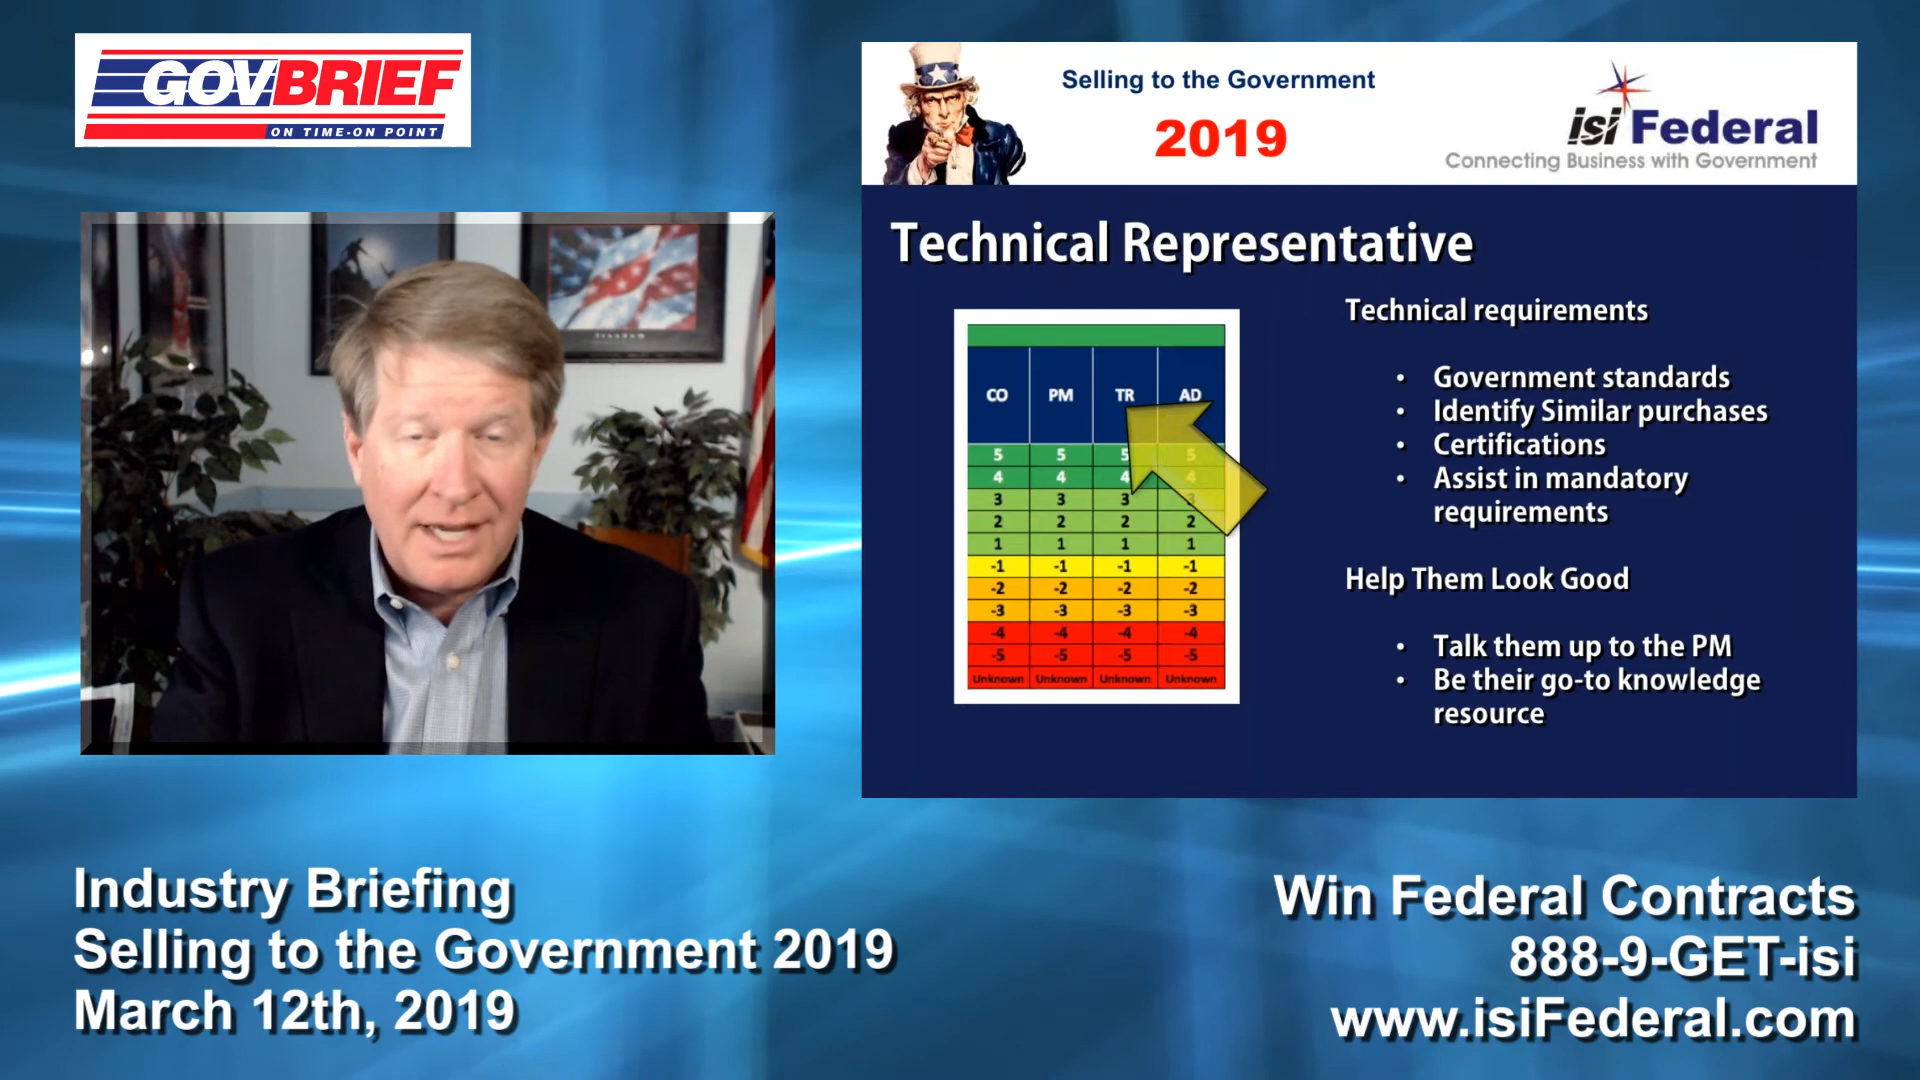 GOVBRIEF
ON TIME-ON POINT
Freedom
Selling to the Government
2019
isi Federal
Connecting Business with Government
Technical Representative
CO PM TR AD
5 5 5 5
4 4 4 4
3 3 3 3
2 2 2 2
1 1 1 1
-1 -1 -1 -1
-2 -2 -2 -2
-3 -3 -3 -3
-4 -4 -4 -4
-5 -5 -5 -5
Unknown Unknown Unknown Unknown
Technical requirements
• Government standards
• Identify Similar purchases
• Certifications
• Assist in mandatory
requirements
Help Them Look Good
• Talk them up to the PM
• Be their go-to knowledge
resource
Industry Briefing
Selling to the Government 2019
March 12th, 2019
Win Federal Contracts
888-9-GET-isi
www.isiFederal.com